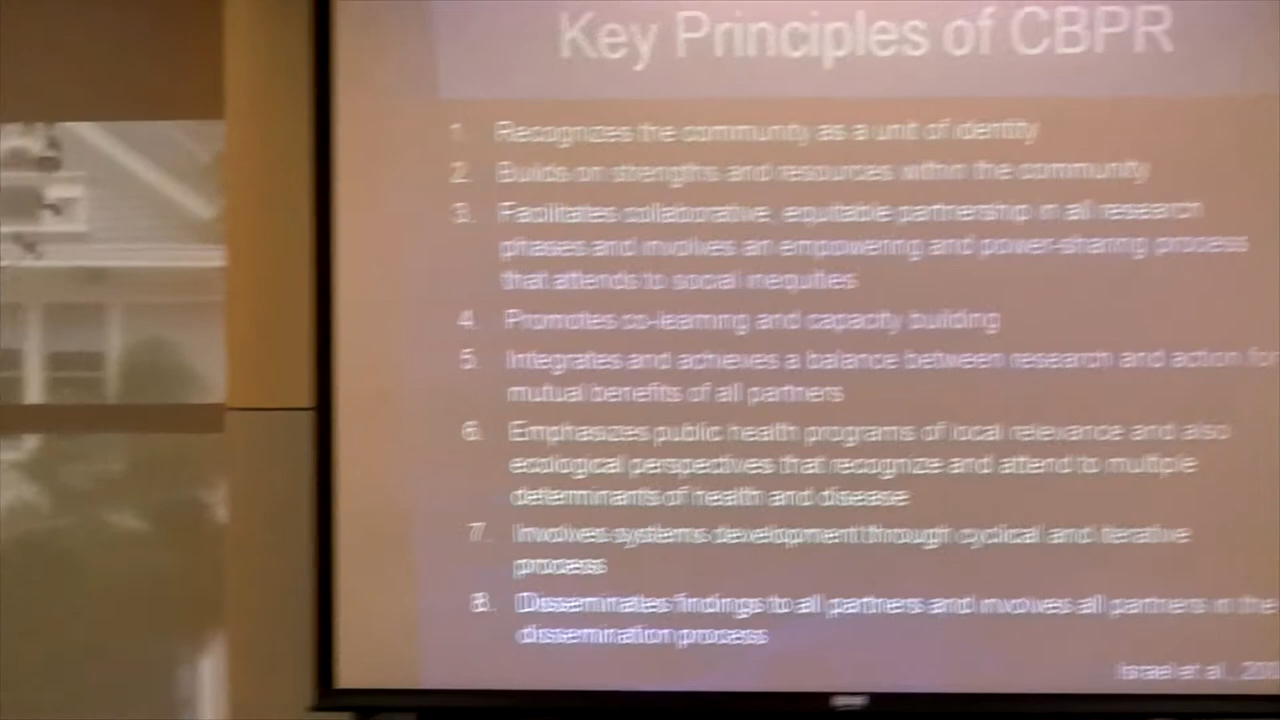 Key Principles of CBPR
1. Recognizes the community as a unit of identity
2. Builds on strengths and resources within the community
3. Facilitates collaborative, equitable partnership in all research
phases and involves an empowering and power-sharing process
that attends to social inequities
4. Promotes co-learning and capacity building
5. Integrates and achieves a balance between research and action for
mutual benefits of all partners
6. Emphasizes public health programs of local relevance and also
ecological perspectives that recognize and attend to multiple
determinants of health and disease
7. Involves systems development through cyclical and iterative
process
8. Disseminates findings to all partners and involves all partners in the
dissemination process
Israel et al.,